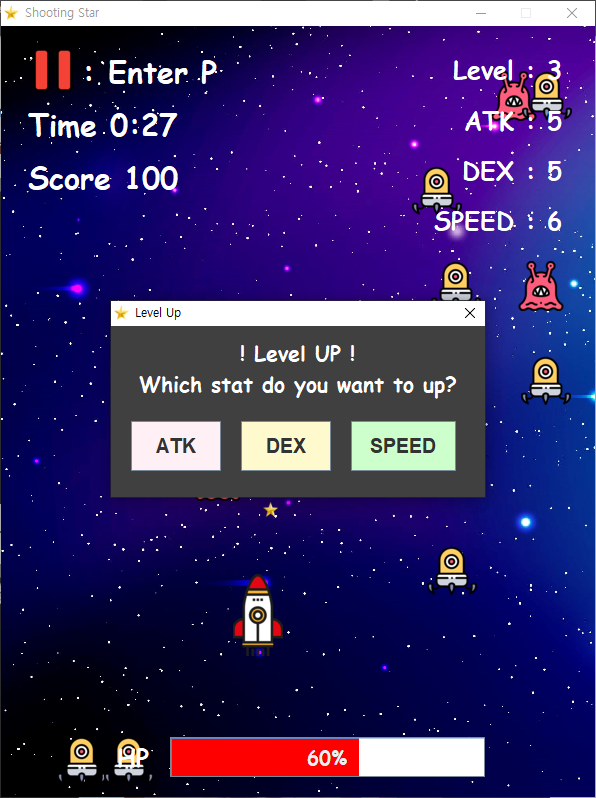 Shooting Star
: Enter P
Time 0:27
Score 100
Level : 3
ATK : 5
DEX : 5
SPEED : 6
Level Up
! Level UP !
Which stat do you want to up?
ATK DEX SPEED
HP 60%